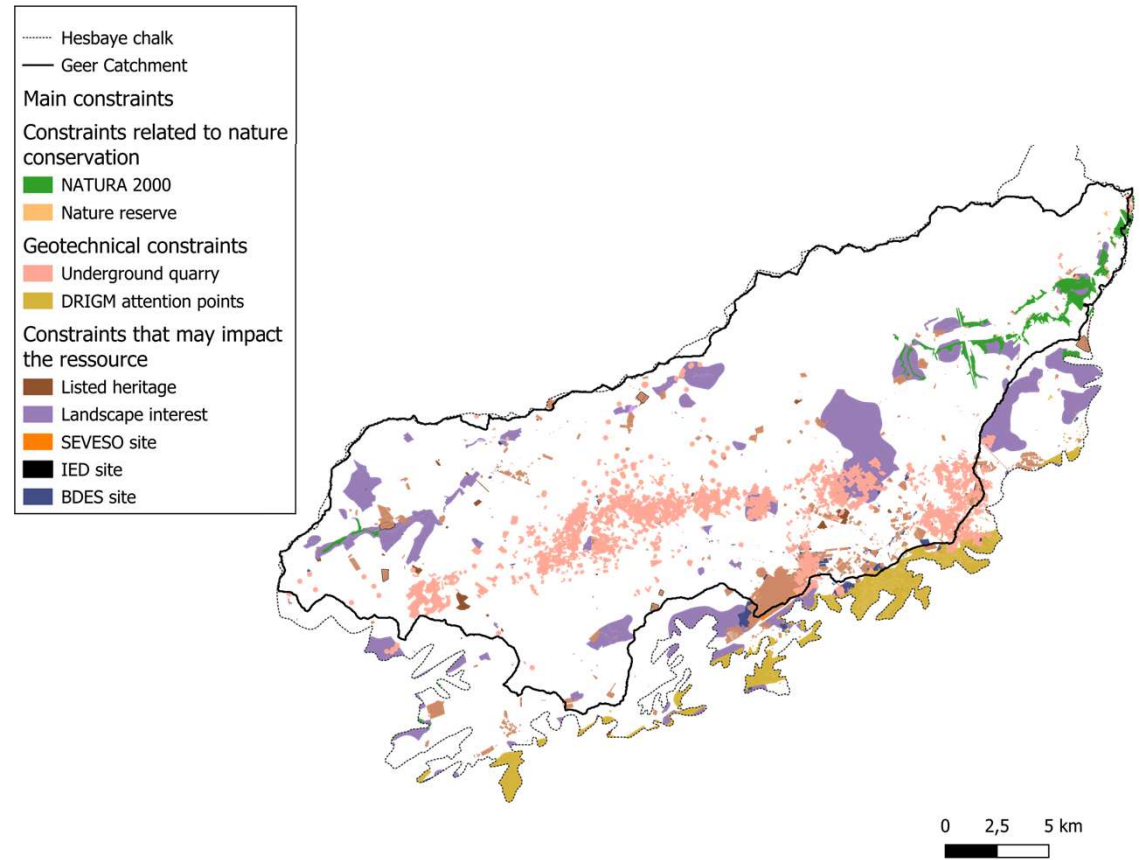 Hesbaye chalk
Geer Catchment
Main constraints
Constraints related to nature
conservation
NATURA 2000
Nature reserve
Geotechnical constraints
Underground quarry
DRIGM attention points
Constraints that may impact
the ressource
Listed heritage
Landscape interest
SEVESO site
IED site
BDES site
0 2,5 5 km